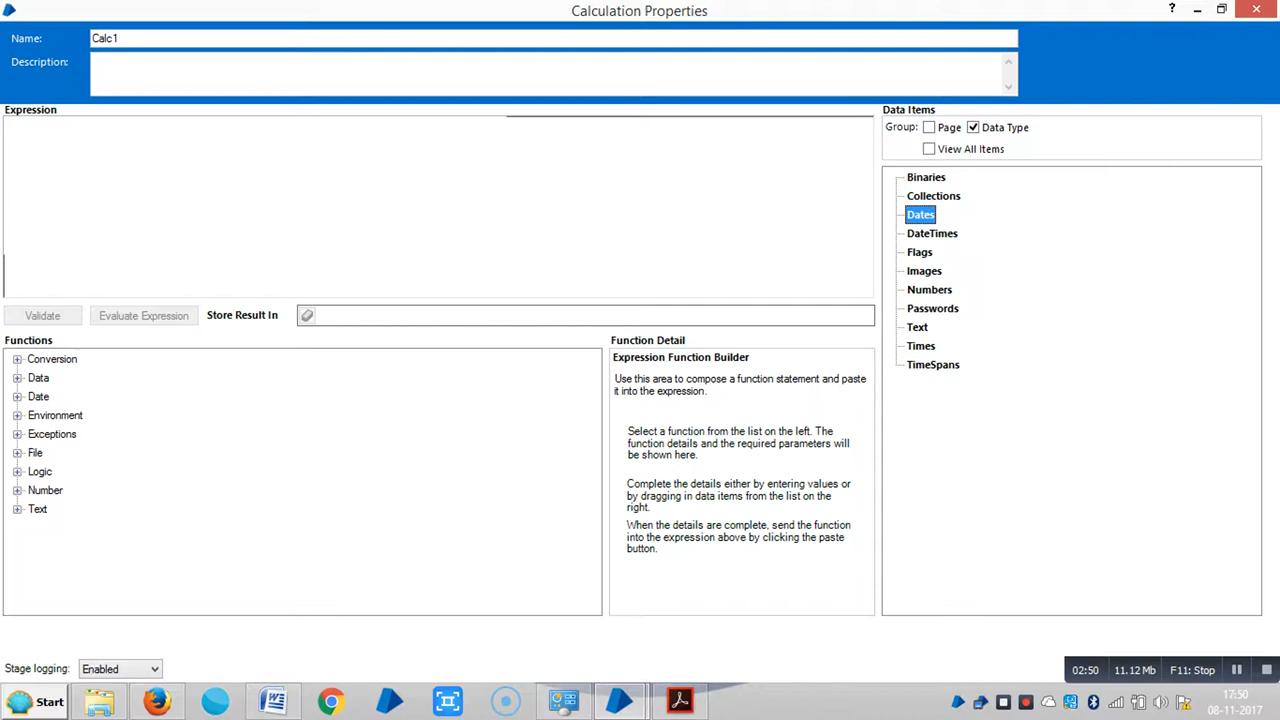 Calculation Properties
?
Name:
Calc1
Description:
Expression
Data Items
Group:
Page
Data Type
View All Items
Binaries
Collections
Dates
DateTimes
Flags
Images
Numbers
Passwords
Text
Times
TimeSpans
Validate
Evaluate Expression
Store Result In
Functions
Conversion
Data
Date
Environment
Exceptions
File
Logic
Number
Text
Function Detail
Expression Function Builder
Use this area to compose a function statement and paste
it into the expression.
Select a function from the list on the left. The
function details and the required parameters will
be shown here.
Complete the details either by entering values or
by dragging in data items from the list on the
right.
When the details are complete, send the function
into the expression above by clicking the paste
button.
Stage logging:
Enabled
02:50
11.12 Mb
F11: Stop
Start
17:50
08-11-2017